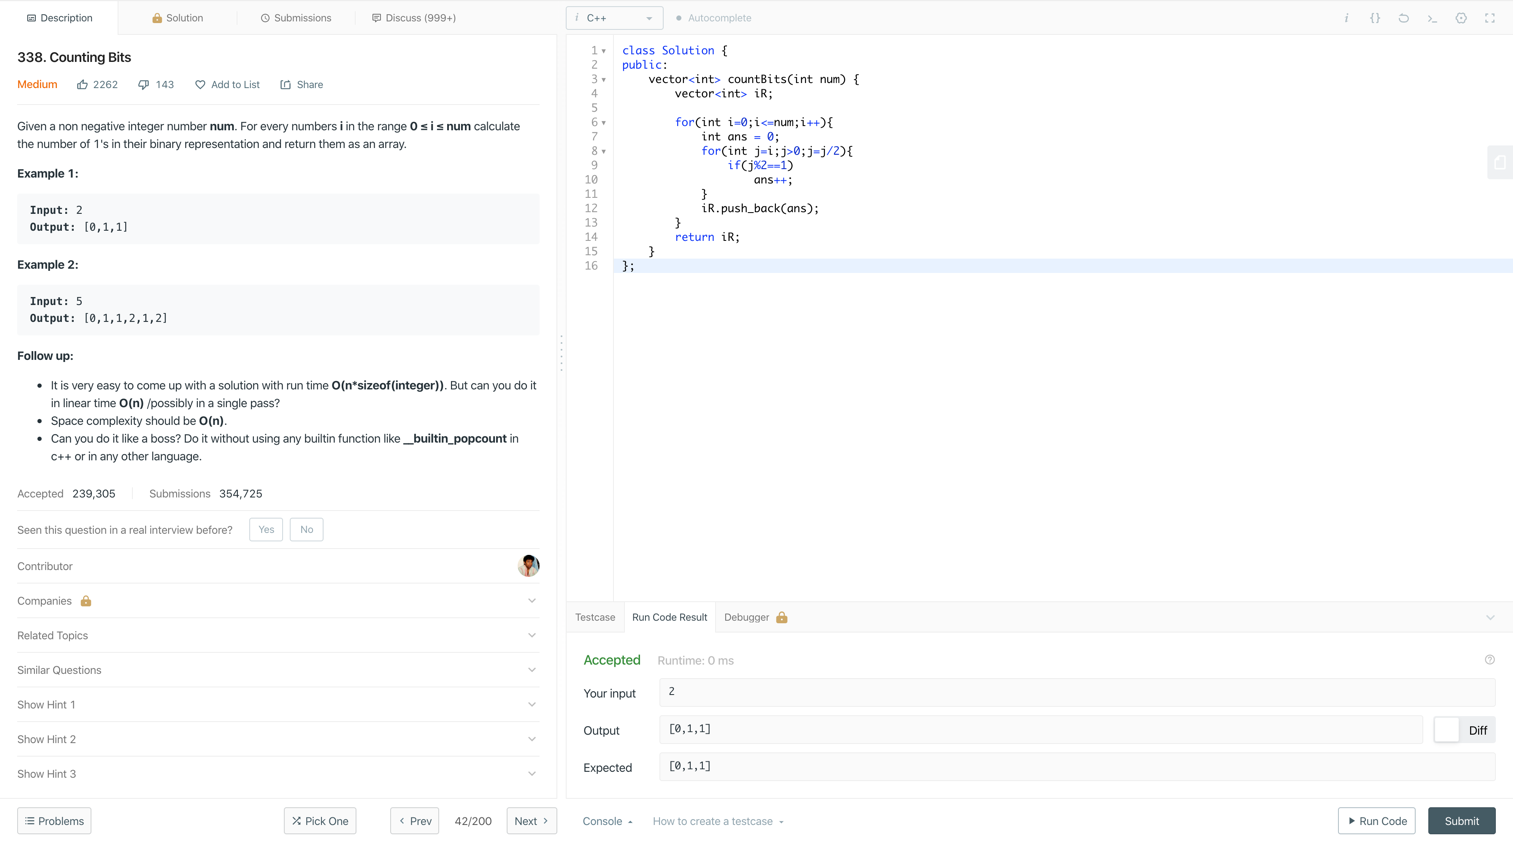 Description
Solution
Submissions
Discuss (999+)
338. Counting Bits
Medium 2262 143 Add to List Share
Given a non negative integer number num. For every numbers i in the range 0 ≤ i ≤ num calculate
the number of 1's in their binary representation and return them as an array.
Example 1:
Input: 2
Output: [0,1,1]
Example 2:
Input: 5
Output: [0,1,1,2,1,2]
Follow up:
• It is very easy to come up with a solution with run time O(n*sizeof(integer)). But can you do it
in linear time O(n) /possibly in a single pass?
• Space complexity should be O(n).
• Can you do it like a boss? Do it without using any builtin function like __builtin_popcount in
c++ or in any other language.
Accepted 239,305 Submissions 354,725
Seen this question in a real interview before? Yes No
Contributor
Companies
Related Topics
Similar Questions
Show Hint 1
Show Hint 2
Show Hint 3
Problems Pick One Prev 42/200 Next
i C++ Autocomplete i {}
1 class Solution {
2 public:
3     vector<int> countBits(int num) {
4         vector<int> iR;
5
6         for(int i=0;i<=num;i++){
7             int ans = 0;
8             for(int j=i;j>0;j=j/2){
9                 if(j%2==1)
10                     ans++;
11             }
12             iR.push_back(ans);
13         }
14         return iR;
15     }
16 };
Testcase Run Code Result Debugger
Accepted Runtime: 0 ms
Your input 2
Output [0,1,1] Diff
Expected [0,1,1]
Console How to create a testcase Run Code Submit